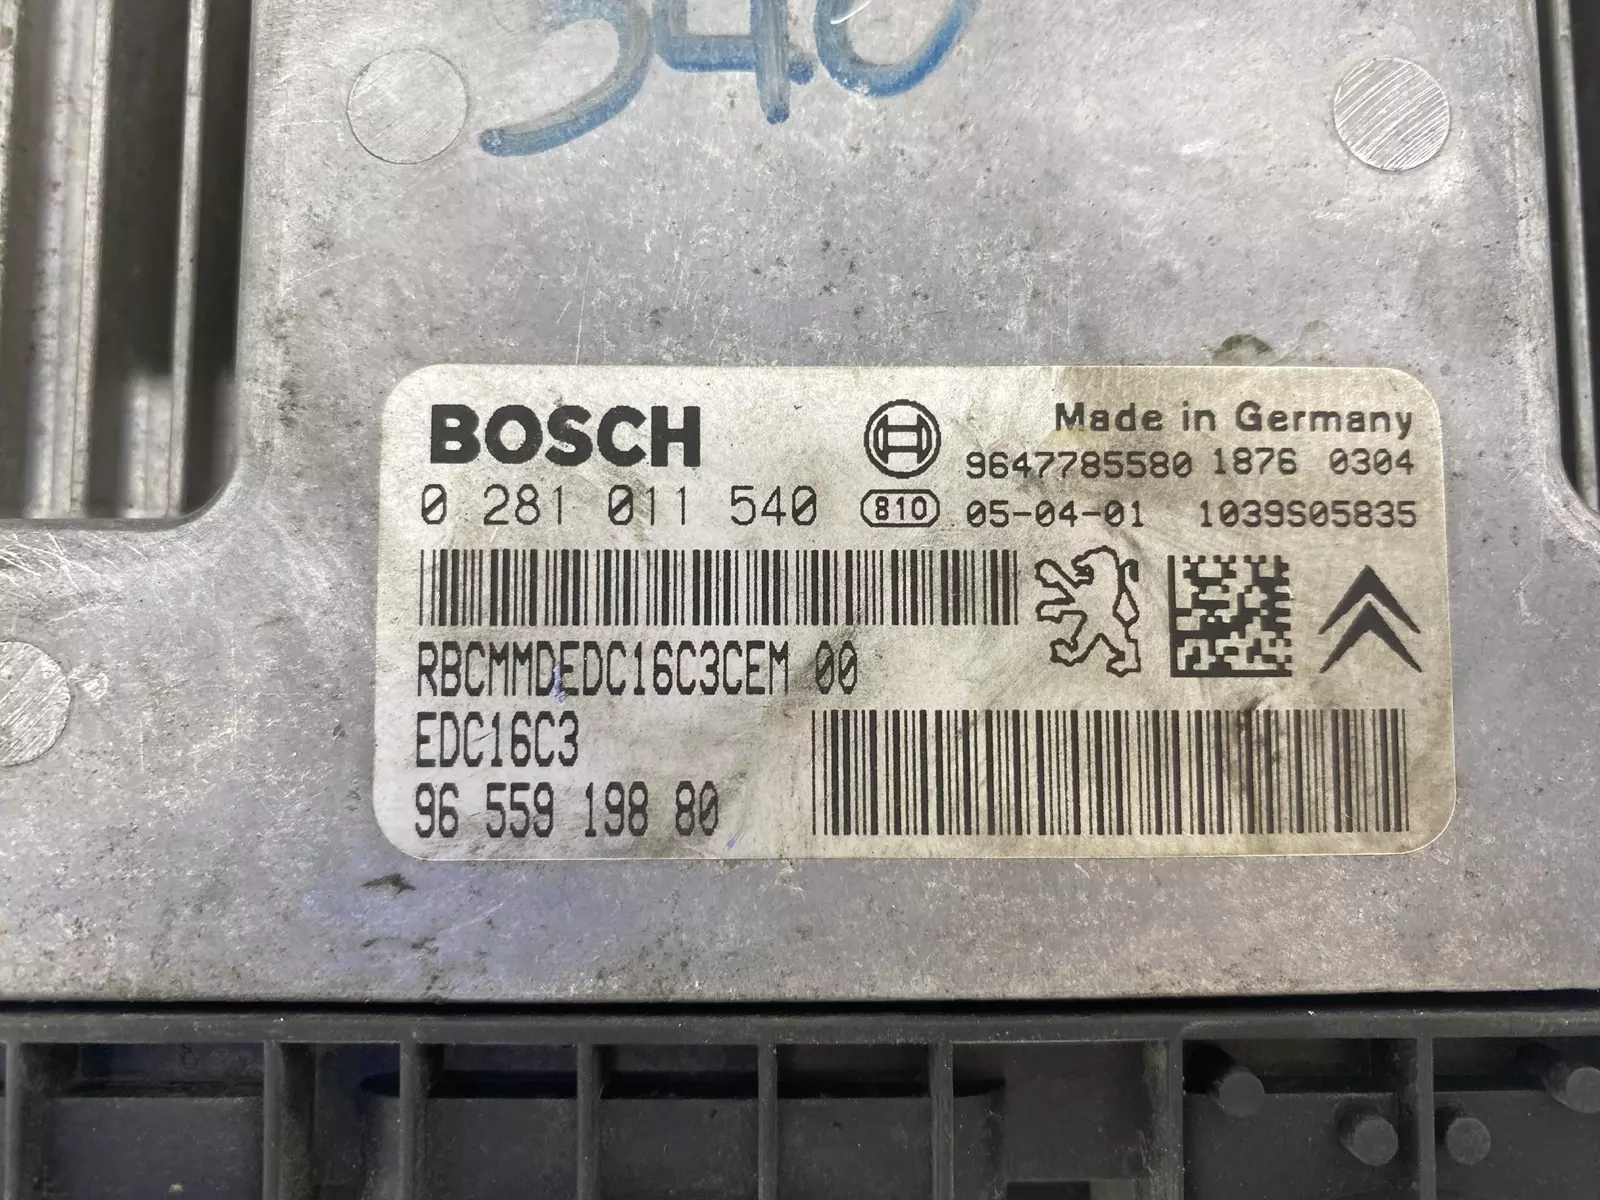 540
BOSCH
Made in Germany
9647785580 1876 0304
0 281 011 540 810 05-04-01 1039S05835
RBCMMDEDC16C3CEM 00
EDC16C3
96 559 198 80